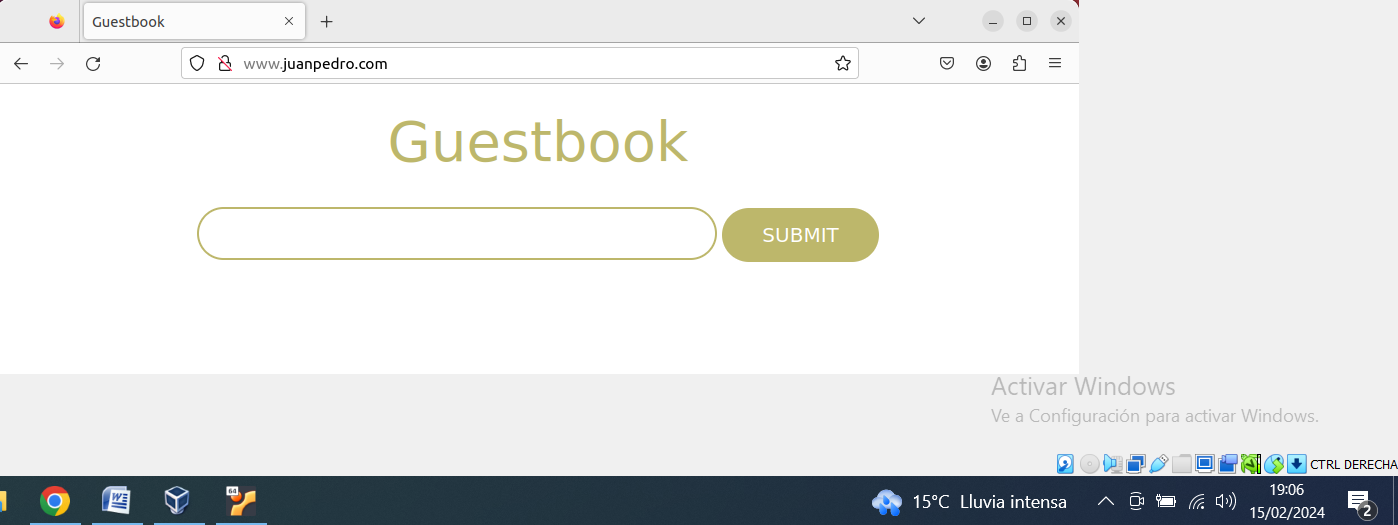 Guestbook
www.juanpedro.com
Guestbook
SUBMIT
Activar Windows
Ve a Configuración para activar Windows.
CTRL DERECHA
64
15°C Lluvia intensa
19:06
15/02/2024
2